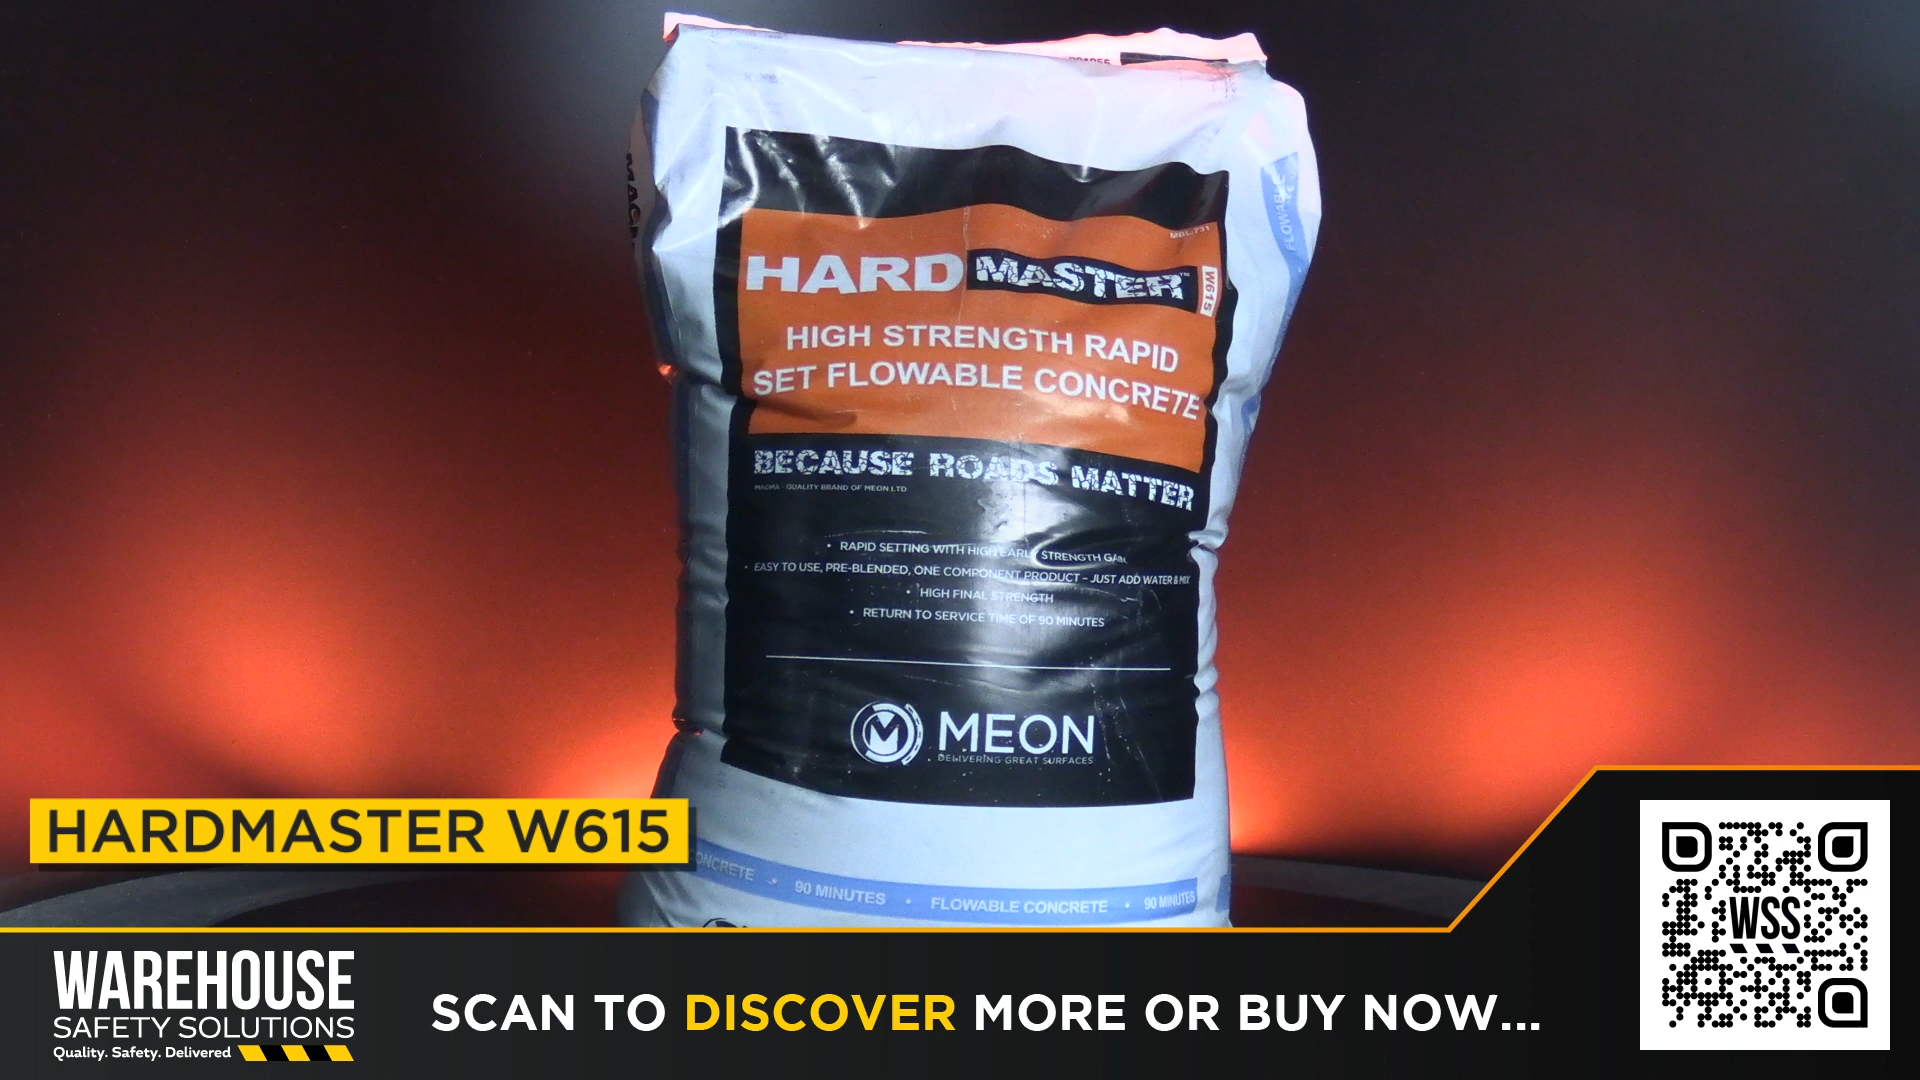 HARDMASTER™
W615
HIGH STRENGTH RAPID
SET FLOWABLE CONCRETE
BECAUSE ROADS MATTER
MAGMA - QUALITY BRAND OF MEON LTD
• RAPID SETTING WITH HIGH EARLY STRENGTH GAIN
• EASY TO USE, PRE-BLENDED, ONE COMPONENT PRODUCT – JUST ADD WATER & MIX
• HIGH FINAL STRENGTH
• RETURN TO SERVICE TIME OF 90 MINUTES
MEON
DELIVERING GREAT SURFACES
FLOWABLE
HARDMASTER W615
CONCRETE • 90 MINUTES • FLOWABLE CONCRETE • 90 MINUTES
WAREHOUSE
SAFETY SOLUTIONS
Quality. Safety. Delivered
SCAN TO DISCOVER MORE OR BUY NOW...
WSS